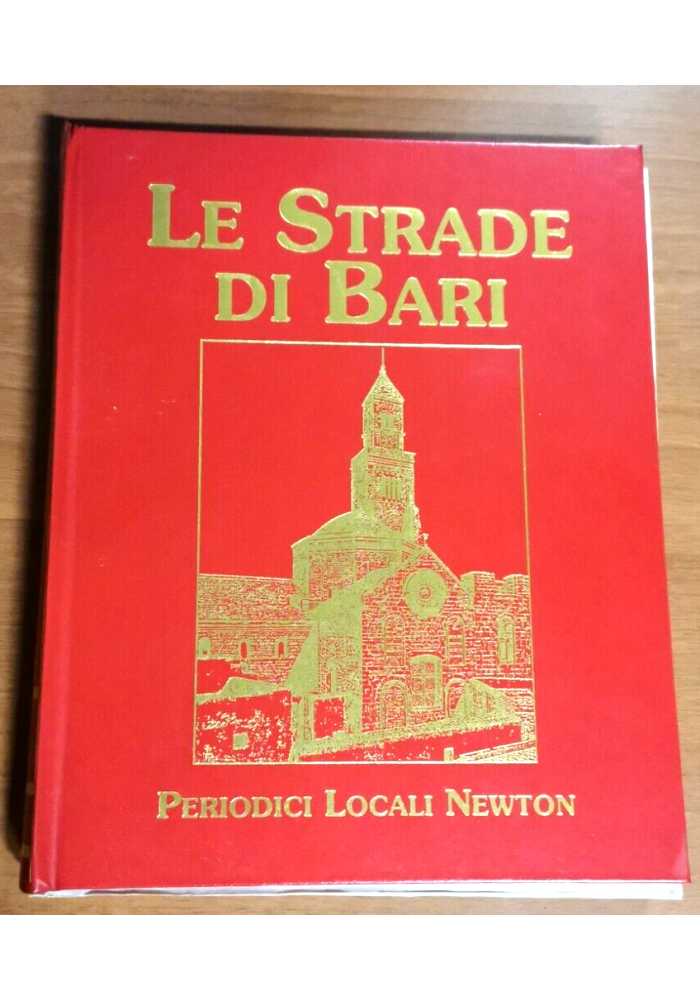 LE STRADE
DI BARI
PERIODICI LOCALI NEWTON